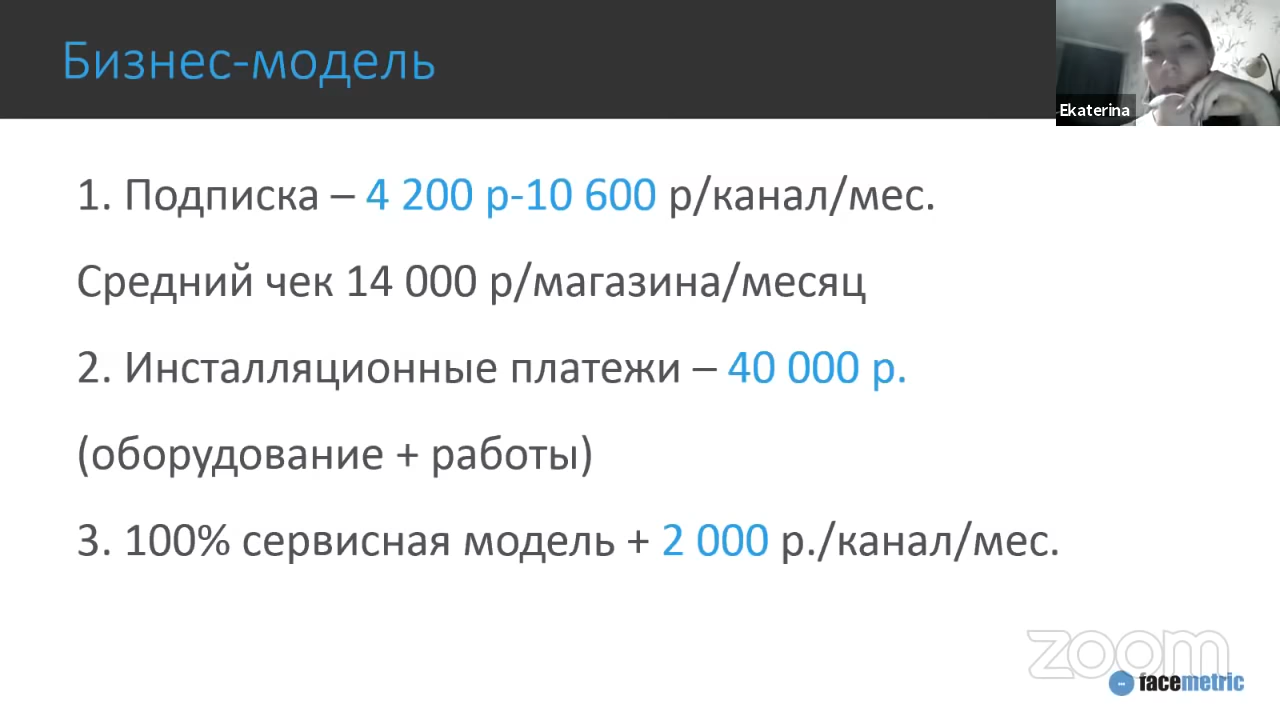 Бизнес-модель
Ekaterina
1. Подписка – 4 200 р-10 600 р/канал/мес.
Средний чек 14 000 р/магазина/месяц
2. Инсталляционные платежи – 40 000 р.
(оборудование + работы)
3. 100% сервисная модель + 2 000 р./канал/мес.
zoom
facemetric